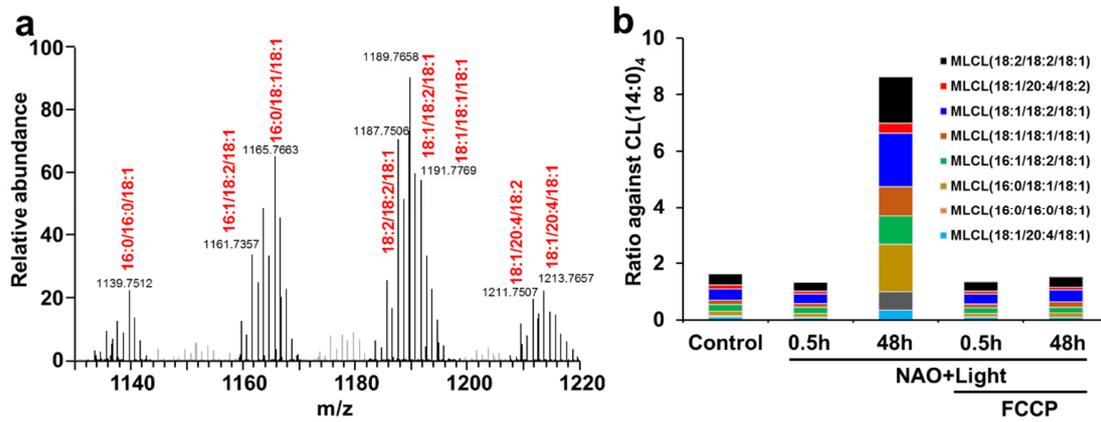 a
Relative abundance
100
80
60
40
20
0
1140
1160
1180
1200
1220
m/z
16:0/16:0/18:1
1139.7512
16:1/18:2/18:1
1161.7357
16:0/18:1/18:1
1165.7663
18:2/18:2/18:1
1187.7506
1189.7658
18:1/18:2/18:1
18:1/18:1/18:1
1191.7769
18:1/20:4/18:2
1211.7507
18:1/20:4/18:1
1213.7657
b
Ratio against CL(14:0)4
10
8
6
4
2
0
MLCL(18:2/18:2/18:1)
MLCL(18:1/20:4/18:2)
MLCL(18:1/18:2/18:1)
MLCL(18:1/18:1/18:1)
MLCL(16:1/18:2/18:1)
MLCL(16:0/18:1/18:1)
MLCL(16:0/16:0/18:1)
MLCL(18:1/20:4/18:1)
Control 0.5h 48h 0.5h 48h
NAO+Light
FCCP